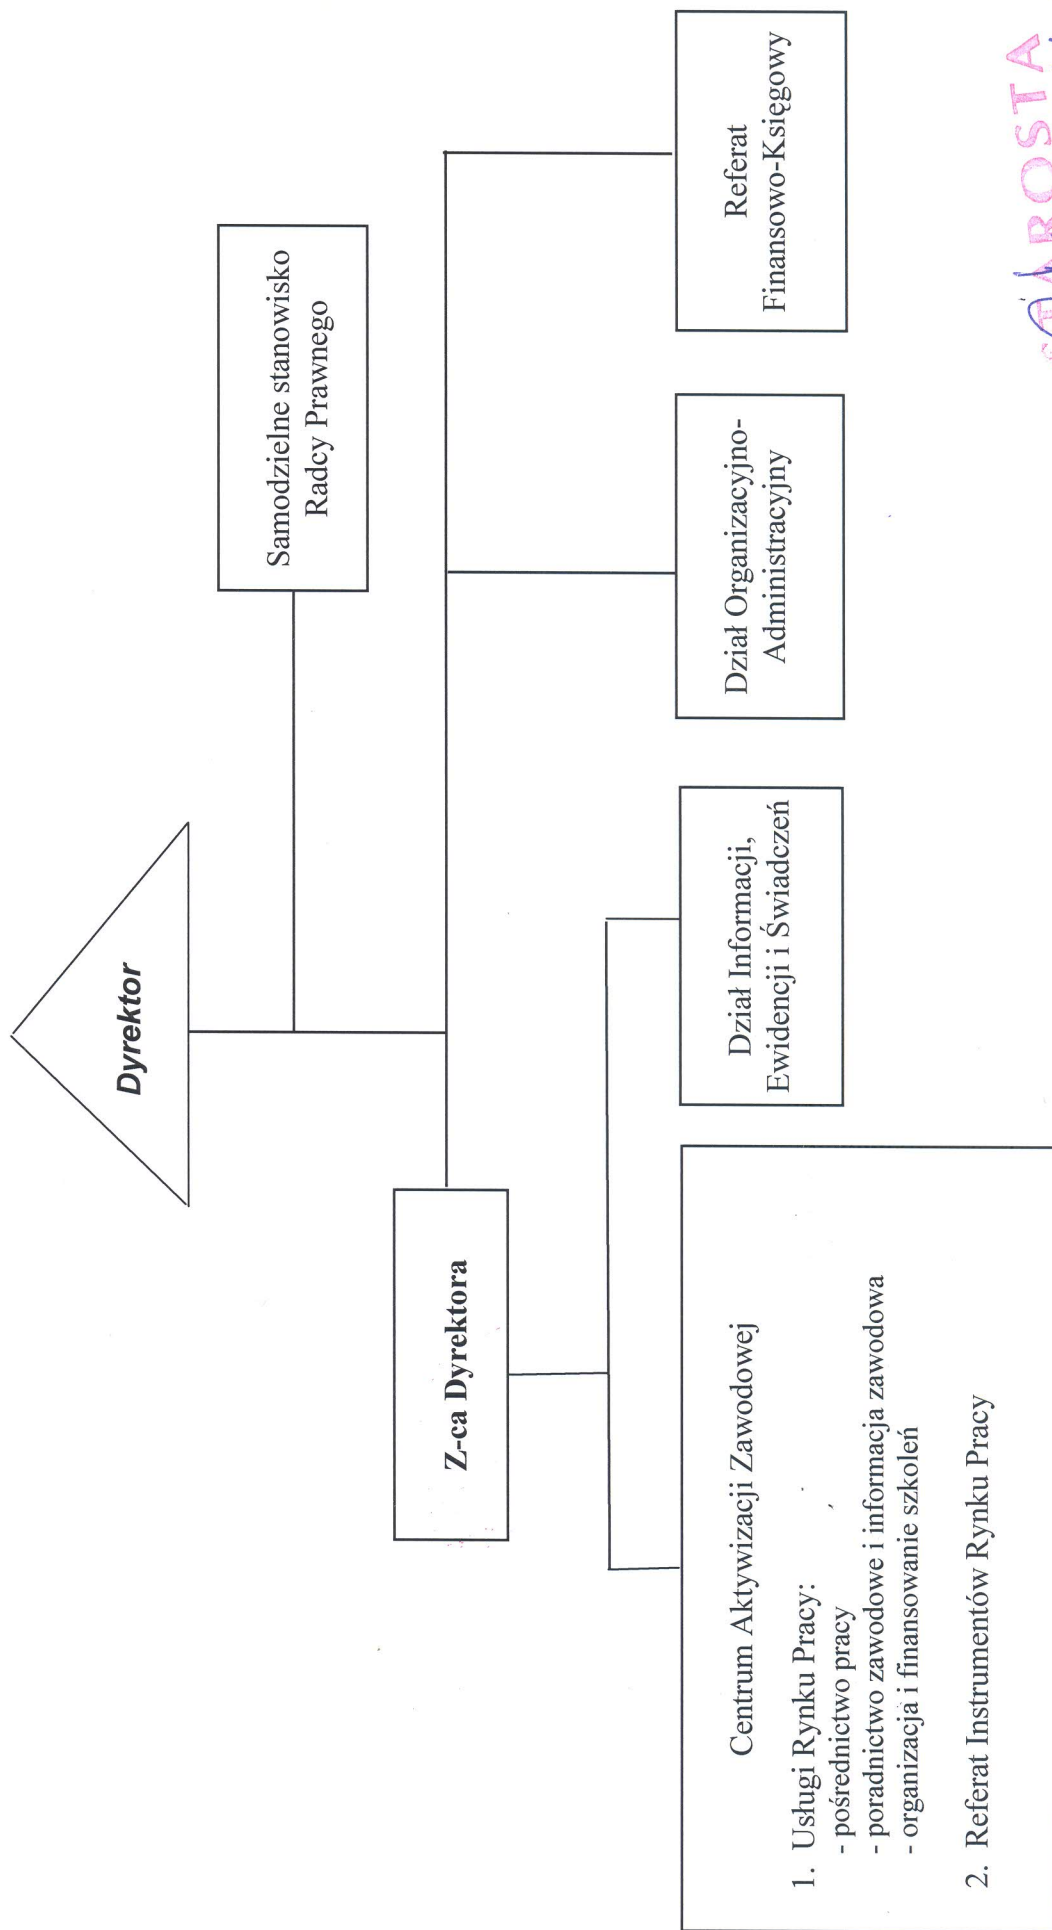 Dyrektor
Samodzielne stanowisko
Radcy Prawnego
Z-ca Dyrektora
Centrum Aktywizacji Zawodowej
1. Usługi Rynku Pracy:
- pośrednictwo pracy
- poradnictwo zawodowe i informacja zawodowa
- organizacja i finansowanie szkoleń
2. Referat Instrumentów Rynku Pracy
Dział Informacji,
Ewidencji i Świadczeń
Dział Organizacyjno-
Administracyjny
Referat
Finansowo-Księgowy
STAROSTA